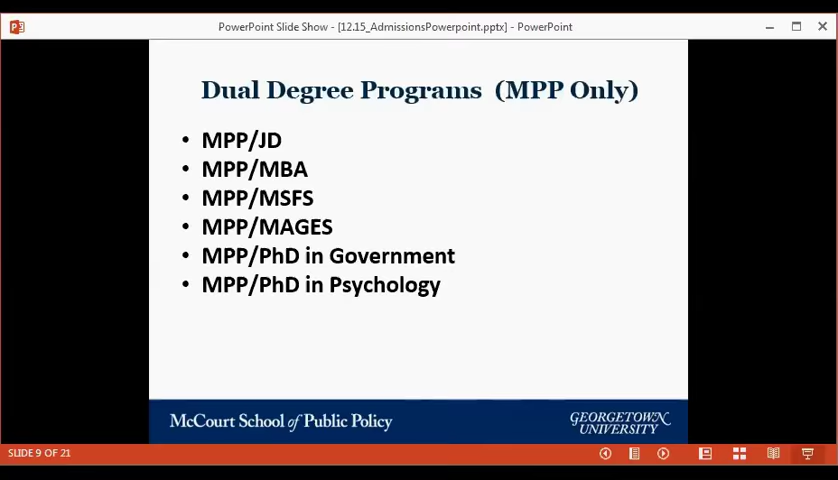 PowerPoint Slide Show - [12.15_AdmissionsPowerpoint.pptx] - PowerPoint
Dual Degree Programs (MPP Only)
• MPP/JD
• MPP/MBA
• MPP/MSFS
• MPP/MAGES
• MPP/PhD in Government
• MPP/PhD in Psychology
McCourt School of Public Policy
GEORGETOWN
UNIVERSITY
SLIDE 9 OF 21